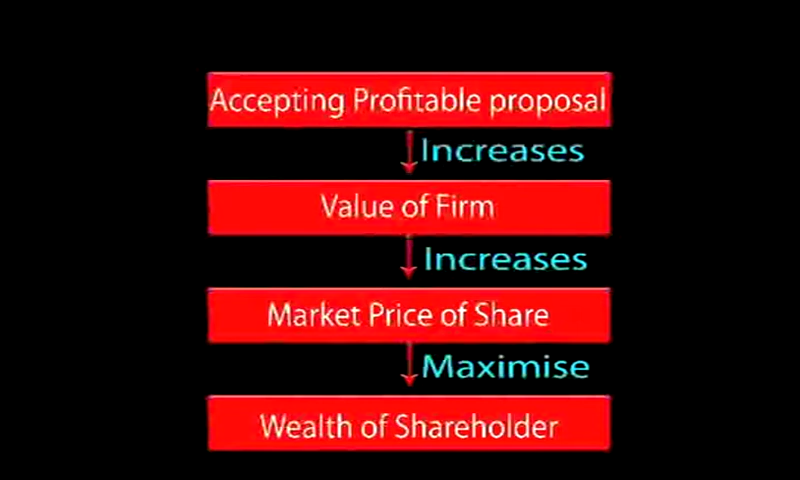 Accepting Profitable proposal
Increases
Value of Firm
Increases
Market Price of Share
Maximise
Wealth of Shareholder